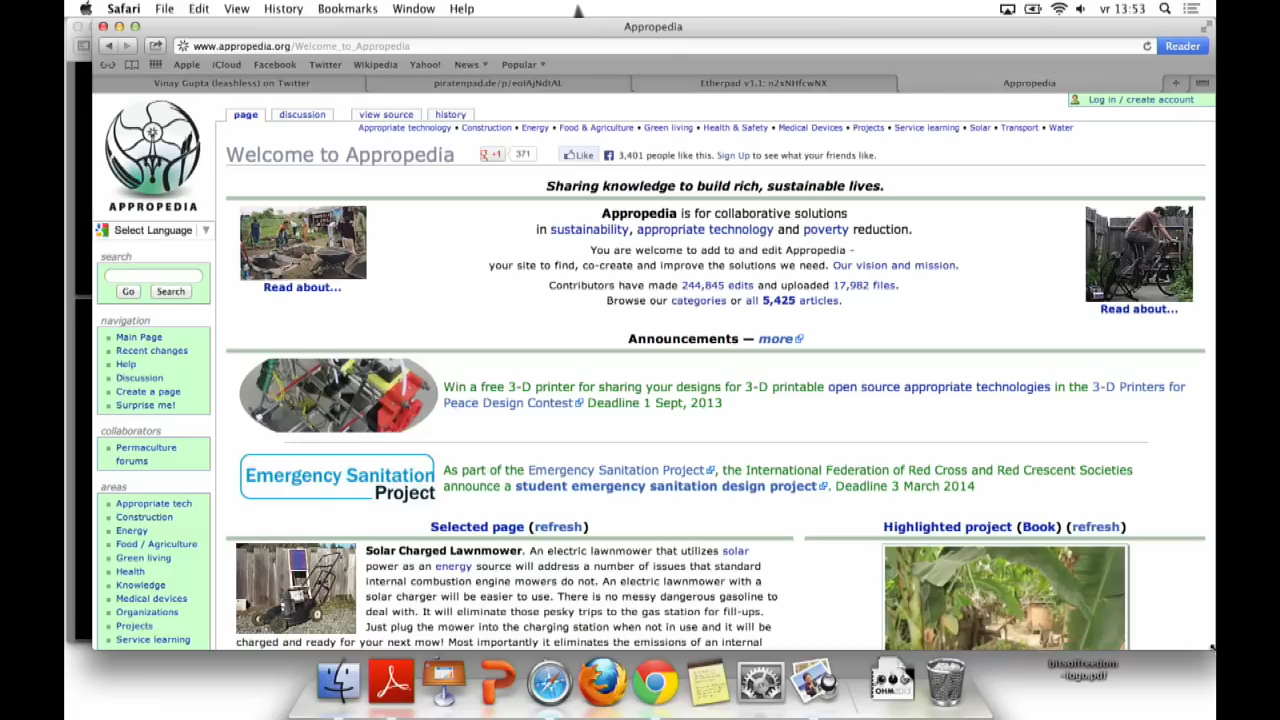 Safari File Edit View History Bookmarks Window Help vr 13:53
Appropedia
www.appropedia.org/Welcome_to_Appropedia Reader
Apple iCloud Facebook Twitter Wikipedia Yahoo! News Popular
Vinay Gupta (leashless) on Twitter piratenpad.de/p/eolAjNdtAL Etherpad v1.1: o2xNHfcwNX Appropedia
Log in / create account
page discussion view source history
Appropriate technology • Construction • Energy • Food & Agriculture • Green living • Health & Safety • Medical Devices • Projects • Service learning • Solar • Transport • Water
Welcome to Appropedia +1 371 Like 3,401 people like this. Sign Up to see what your friends like.
Sharing knowledge to build rich, sustainable lives.
APPROPEDIA
Select Language
search
Go Search
navigation
Main Page
Recent changes
Help
Discussion
Create a page
Surprise me!
collaborators
Permaculture
forums
areas
Appropriate tech
Construction
Energy
Food / Agriculture
Green living
Health
Knowledge
Medical devices
Organizations
Projects
Service learning
Read about...
Appropedia is for collaborative solutions
in sustainability, appropriate technology and poverty reduction.
You are welcome to add to and edit Appropedia -
your site to find, co-create and improve the solutions we need. Our vision and mission.
Contributors have made 244,845 edits and uploaded 17,982 files.
Browse our categories or all 5,425 articles.
Read about...
Announcements — more
Win a free 3-D printer for sharing your designs for 3-D printable open source appropriate technologies in the 3-D Printers for
Peace Design Contest Deadline 1 Sept, 2013
Emergency Sanitation
Project
As part of the Emergency Sanitation Project, the International Federation of Red Cross and Red Crescent Societies
announce a student emergency sanitation design project. Deadline 3 March 2014
Selected page (refresh)
Solar Charged Lawnmower. An electric lawnmower that utilizes solar
power as an energy source will address a number of issues that standard
internal combustion engine mowers do not. An electric lawnmower with a
solar charger will be easier to use. There is no messy dangerous gasoline to
deal with. It will eliminate those pesky trips to the gas station for fill-ups.
Just plug the mower into the charging station when not in use and it will be
charged and ready for your next mow! Most importantly it eliminates the emissions of an internal
Highlighted project (Book) (refresh)
OHM2013
bitsoffreedom
-logo.pdf